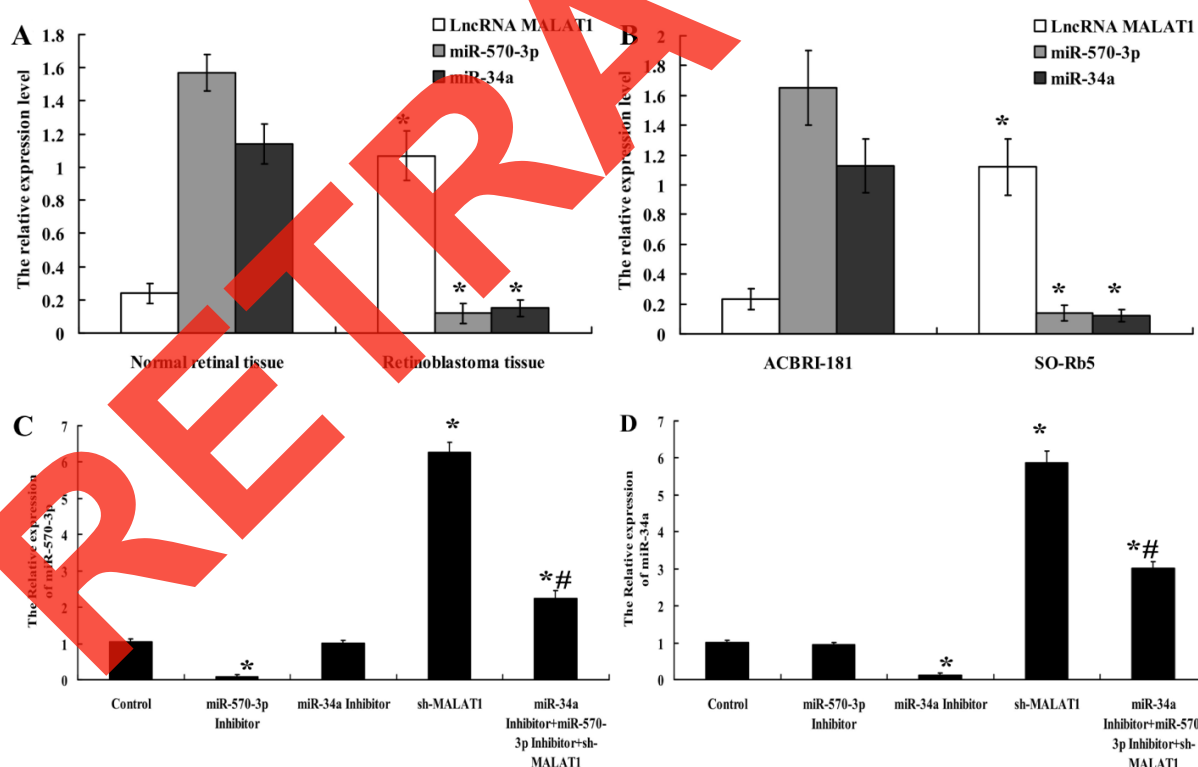 A
The relative expression level
1.8
1.6
1.4
1.2
1
0.8
0.6
0.4
0.2
0
LncRNA MALAT1
miR-570-3p
miR-34a
*
*
*
Normal retinal tissue
Retinoblastoma tissue
B
The relative expression level
2
1.8
1.6
1.4
1.2
1
0.8
0.6
0.4
0.2
0
LncRNA MALAT1
miR-570-3p
miR-34a
*
*
*
ACBRI-181
SO-Rb5
C
The Relative expression
of miR-570-3p
7
6
5
4
3
2
1
0
*
*
*#
Control
miR-570-3p
Inhibitor
miR-34a Inhibitor
sh-MALAT1
miR-34a
Inhibitor+miR-570-
3p Inhibitor+sh-
MALAT1
D
The Relative expression
of miR-34a
7
6
5
4
3
2
1
0
*
*
*#
Control
miR-570-3p
Inhibitor
miR-34a Inhibitor
sh-MALAT1
miR-34a
Inhibitor+miR-570
3p Inhibitor+sh-
MALAT1
RETRA